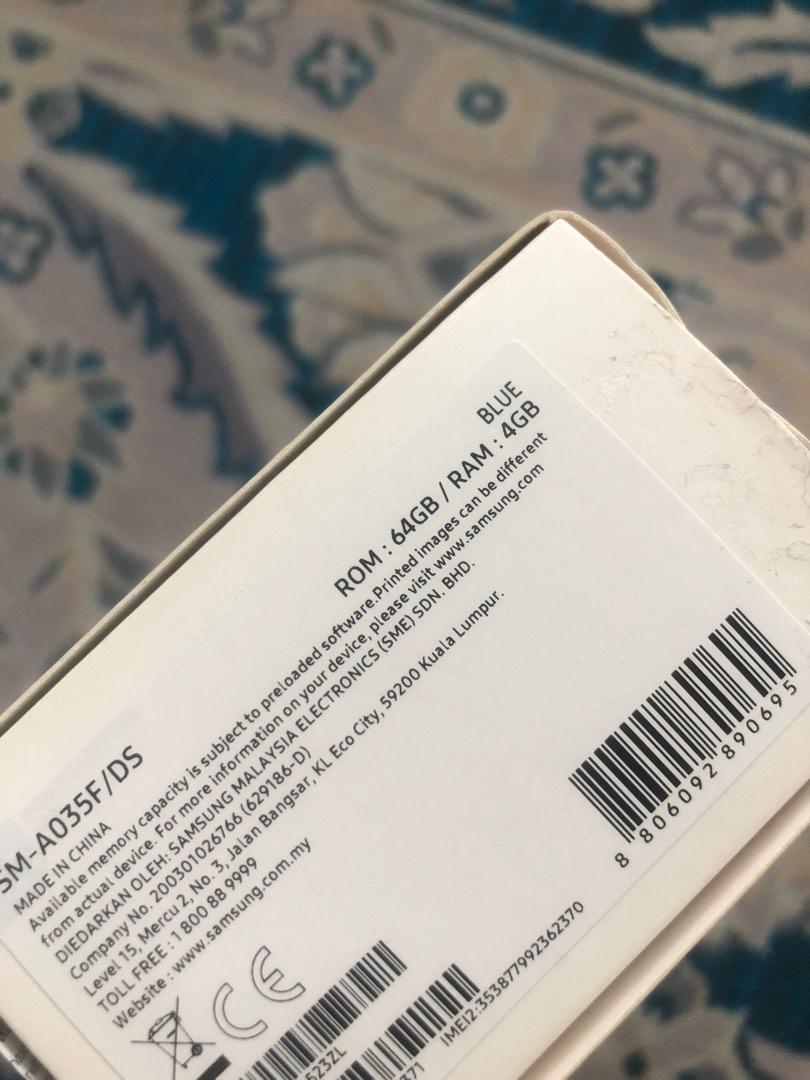 BLUE
ROM : 64GB / RAM : 4GB
SM-A035F/DS
MADE IN CHINA
Available memory capacity is subject to preloaded software.Printed images can be different
from actual device. For more information on your device, please visit www.samsung.com
DIEDARKAN OLEH: SAMSUNG MALAYSIA ELECTRONICS (SME) SDN. BHD.
Company No. 200301026766 (629186-D)
Level 15, Mercu 2, No. 3, Jalan Bangsar, KL Eco City, 59200 Kuala Lumpur.
TOLL FREE : 1 800 88 9999
Website : www.samsung.com.my
8 806092 890695
CE
523ZL
371
IMEI2:353877992362370